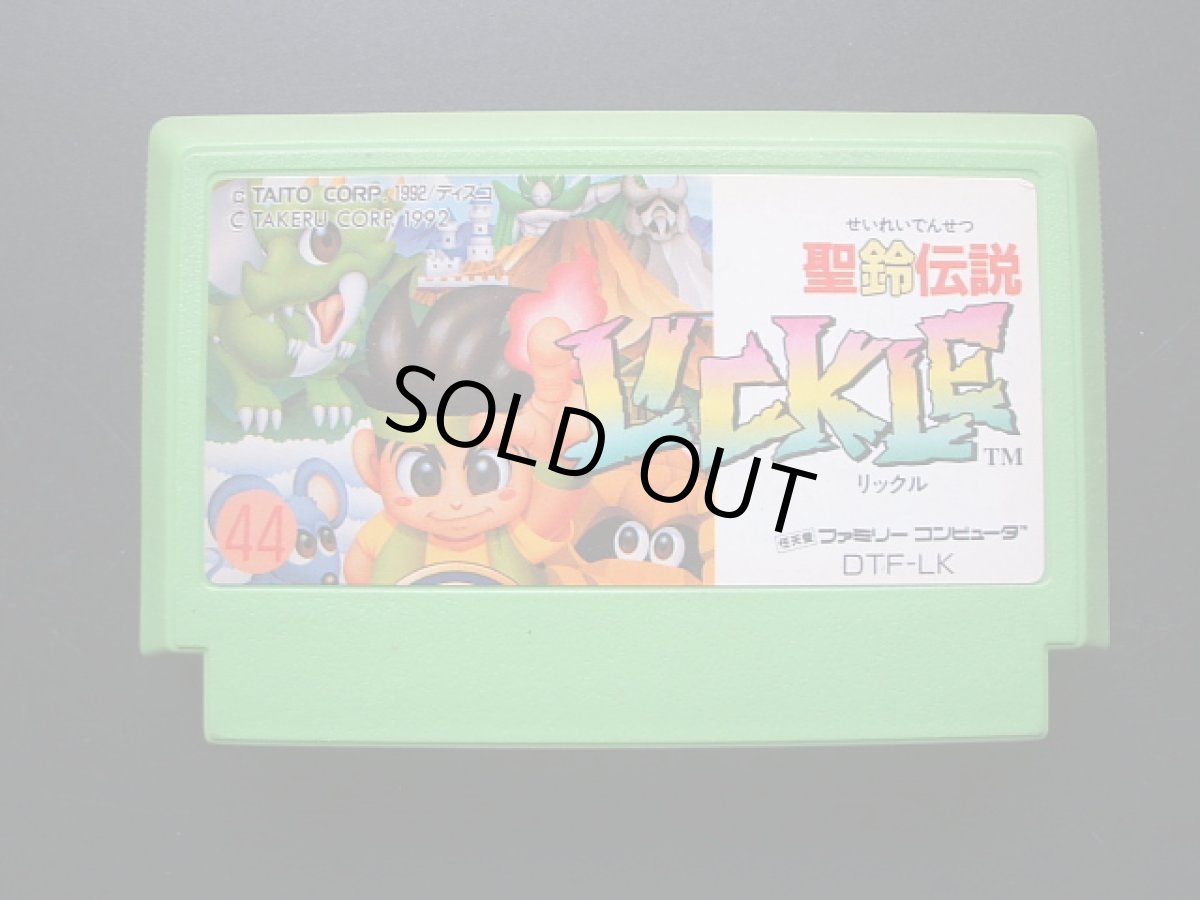 C TAITO CORP. 1992/ディスコ
C TAKERU CORP. 1992
せいれいでんせつ
聖鈴伝説
LICKLE TM
リックル
任天堂 ファミリー コンピュータ TM
DTF-LK
44
SOLD OUT